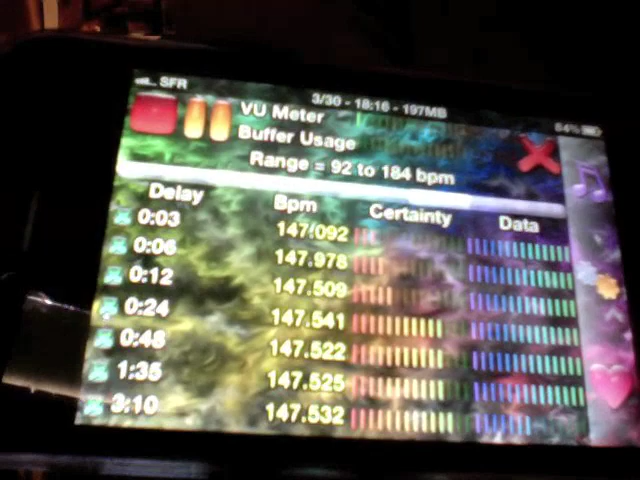 SFR 3/30 - 18:16 - 197MB 84%
VU Meter
Buffer Usage
Range = 92 to 184 bpm
Delay Bpm Certainty Data
0:03 147.092
0:06 147.978
0:12 147.509
0:24 147.541
0:48 147.522
1:35 147.525
3:10 147.532